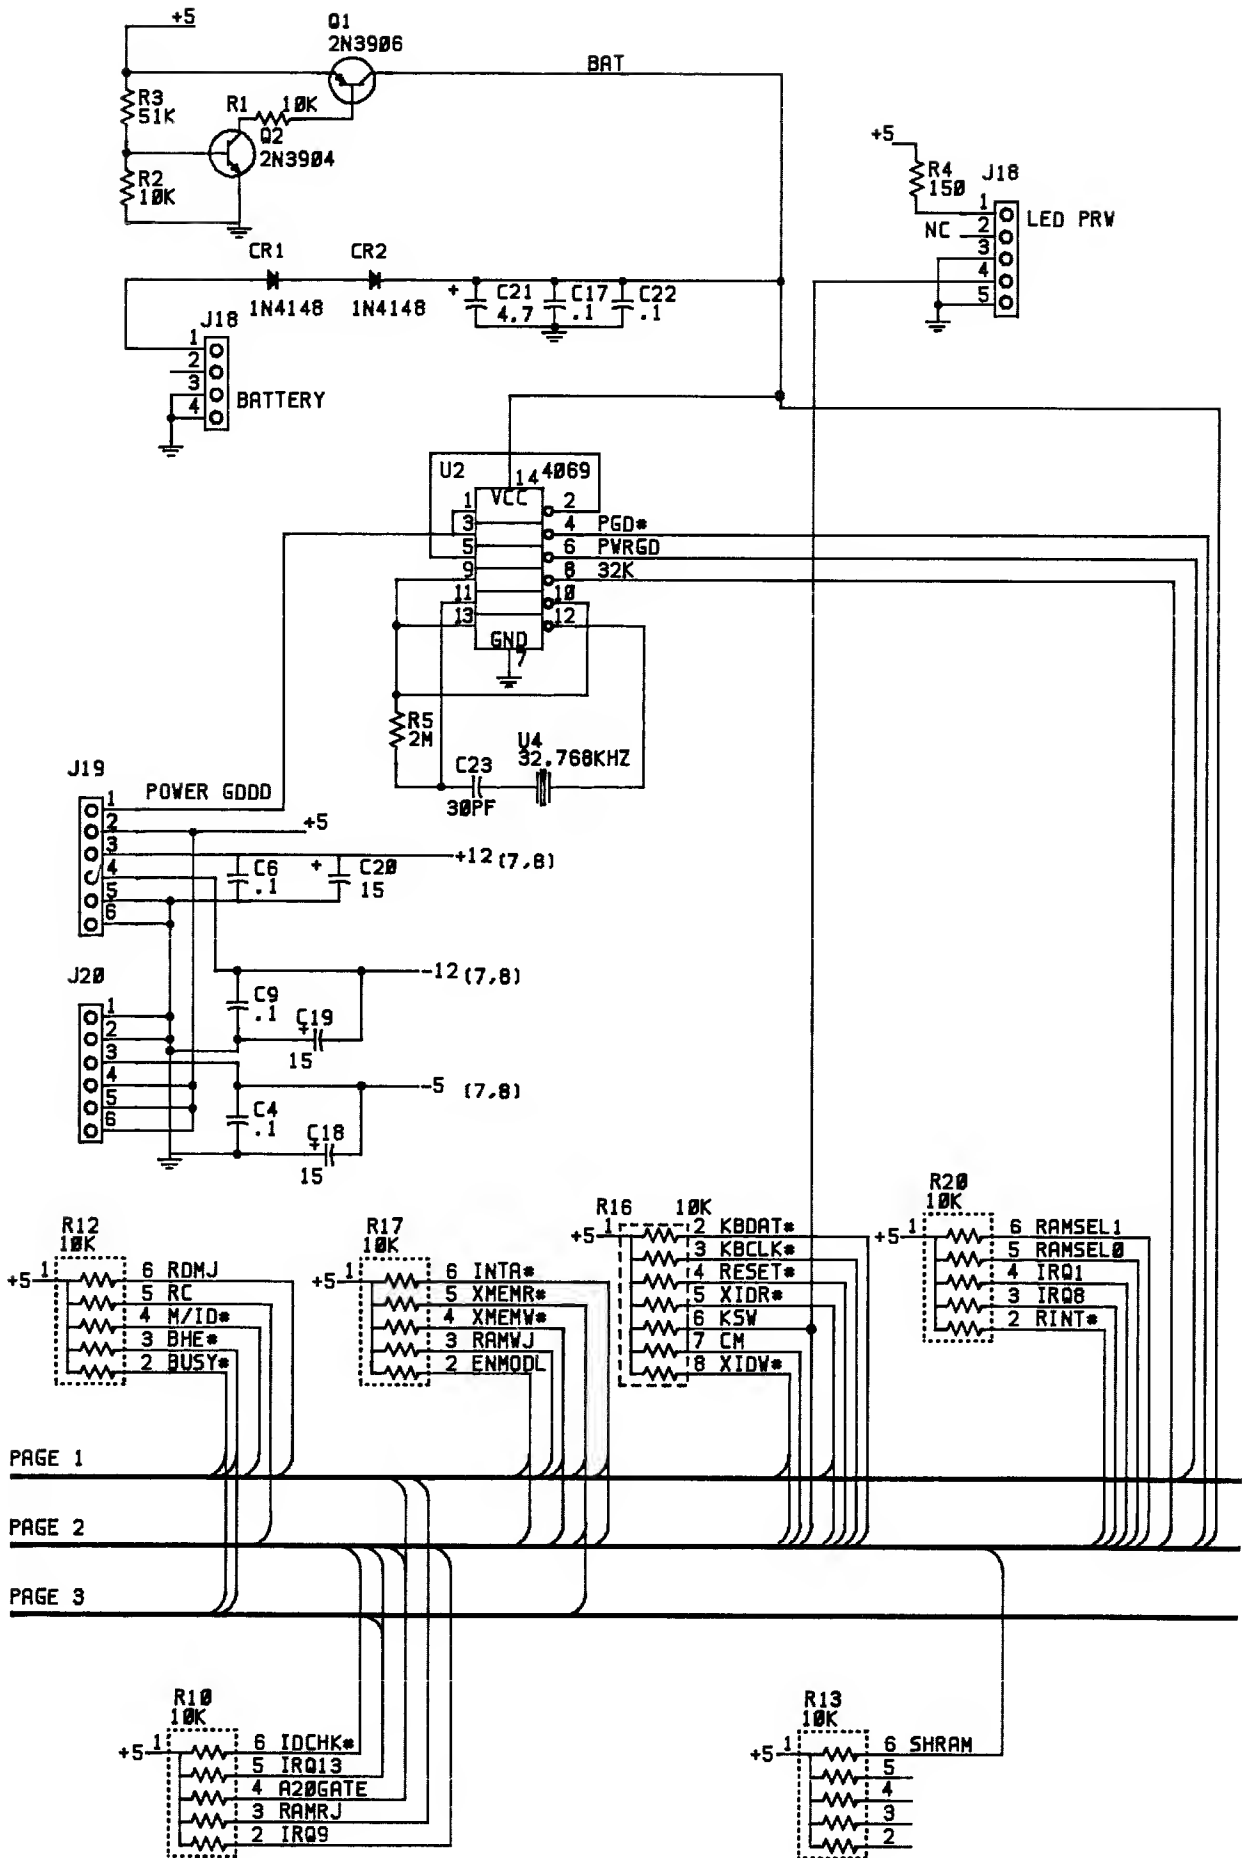 +5
Q1
2N3906
BAT
R3
51K
R1 10K
Q2
2N3904
R2
10K
+5
R4
150
J18
1
NC 2
3
4
5
LED PRW
CR1 CR2
1N4148 1N4148
+ C21
4.7
C17
.1
C22
.1
J18
1
2
3
4
BATTERY
U2 14 4069
VCC
1 2
3 4 PGD*
5 6 PWRGD
9 8 32K
11 10
13 12
GND
7
R5
2M
C23
30PF
U4
32.768KHZ
J19
1 POWER GDDD
2 +5
3 +12 (7,8)
4
5
6
C6
.1
+ C20
15
-12 (7,8)
J20
1
2
3
4
5
6
C9
.1
C19
+
15
-5 (7,8)
C4
.1
C18
+
15
R12
10K
+5 1
6 RDMJ
5 RC
4 M/ID*
3 BHE*
2 BUSY*
R17
10K
+5 1
6 INTA*
5 XMEMR*
4 XMEMW*
3 RAMWJ
2 ENMODL
R16 10K
+5 1
2 KBDAT*
3 KBCLK*
4 RESET*
5 XIDR*
6 KSW
7 CM
8 XIDW*
R20
10K
+5 1
6 RAMSEL1
5 RAMSEL0
4 IRQ1
3 IRQ8
2 RINT*
PAGE 1
PAGE 2
PAGE 3
R10
10K
+5 1
6 IDCHK*
5 IRQ13
4 A20GATE
3 RAMRJ
2 IRQ9
R13
10K
+5 1
6 SHRAM
5
4
3
2